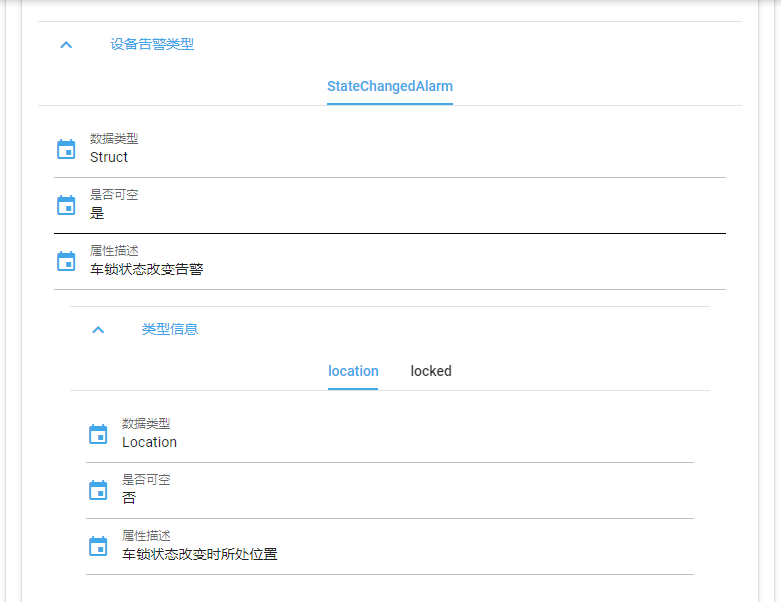 设备告警类型
StateChangedAlarm
数据类型
Struct
是否可空
是
属性描述
车锁状态改变告警
类型信息
location locked
数据类型
Location
是否可空
否
属性描述
车锁状态改变时所处位置